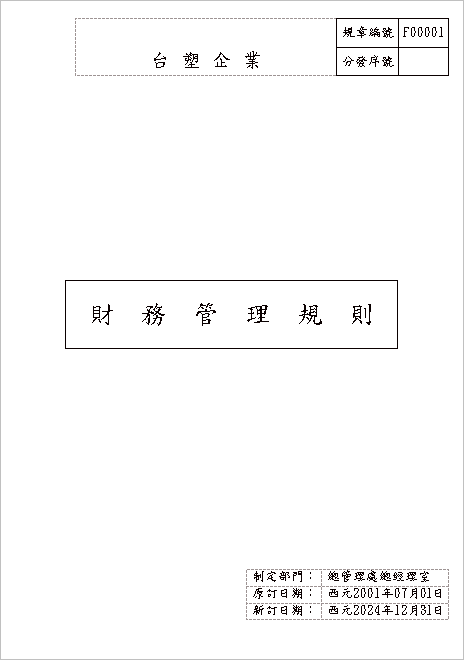 規章編號 F00001
台塑企業
分發序號
財務管理規則
制定部門： 總管理處總經理室
原訂日期： 西元2001年07月01日
新訂日期： 西元2024年12月31日